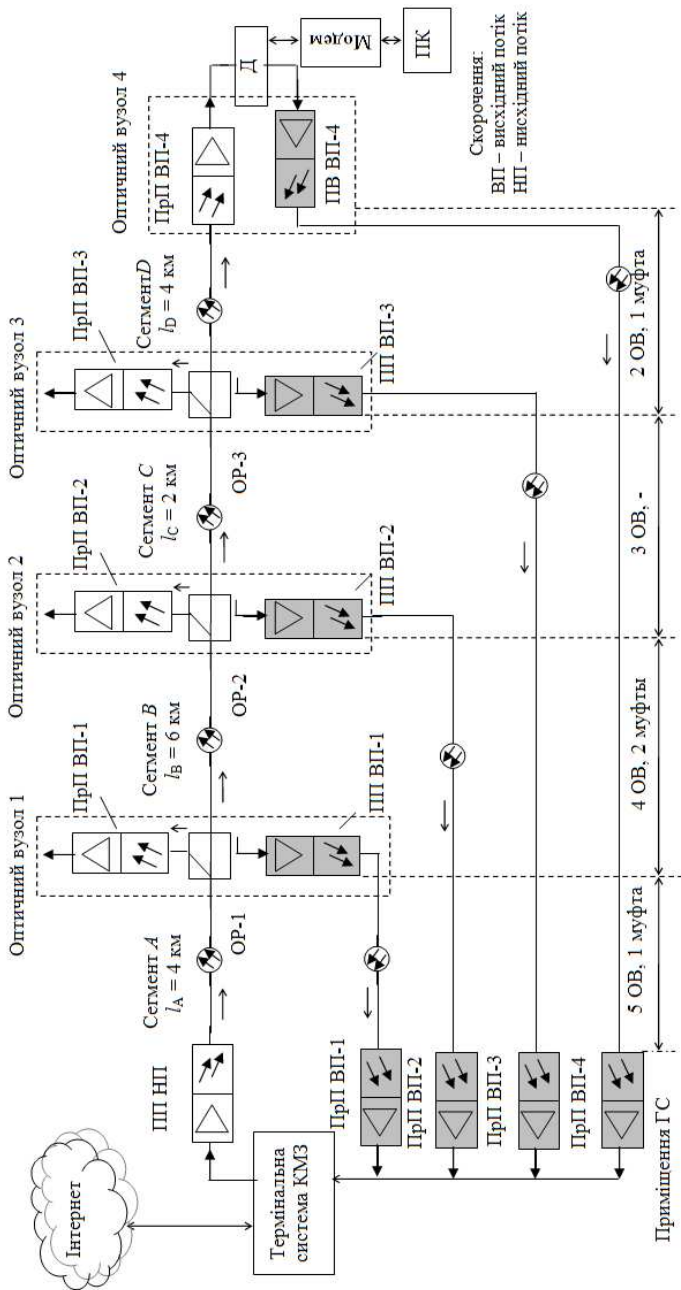 Інтернет
Термінальна
система КМЗ
ПП НП
Сегмент A
lA = 4 км
ОР-1
Оптичний вузол 1
ПрП ВП-1
ПП ВП-1
Сегмент B
lB = 6 км
ОР-2
Оптичний вузол 2
ПрП ВП-2
ПП ВП-2
Сегмент C
lC = 2 км
ОР-3
Оптичний вузол 3
ПрП ВП-3
ПП ВП-3
Сегмент D
lD = 4 км
Оптичний вузол 4
ПрП ВП-4
ПВ ВП-4
Д
Модем
ПК
Скорочення:
ВП – висхідний потік
НП – нисхідний потік
ПрП ВП-1
ПрП ВП-2
ПрП ВП-3
ПрП ВП-4
Приміщення ГС
5 ОВ, 1 муфта
4 ОВ, 2 муфты
3 ОВ, -
2 ОВ, 1 муфта